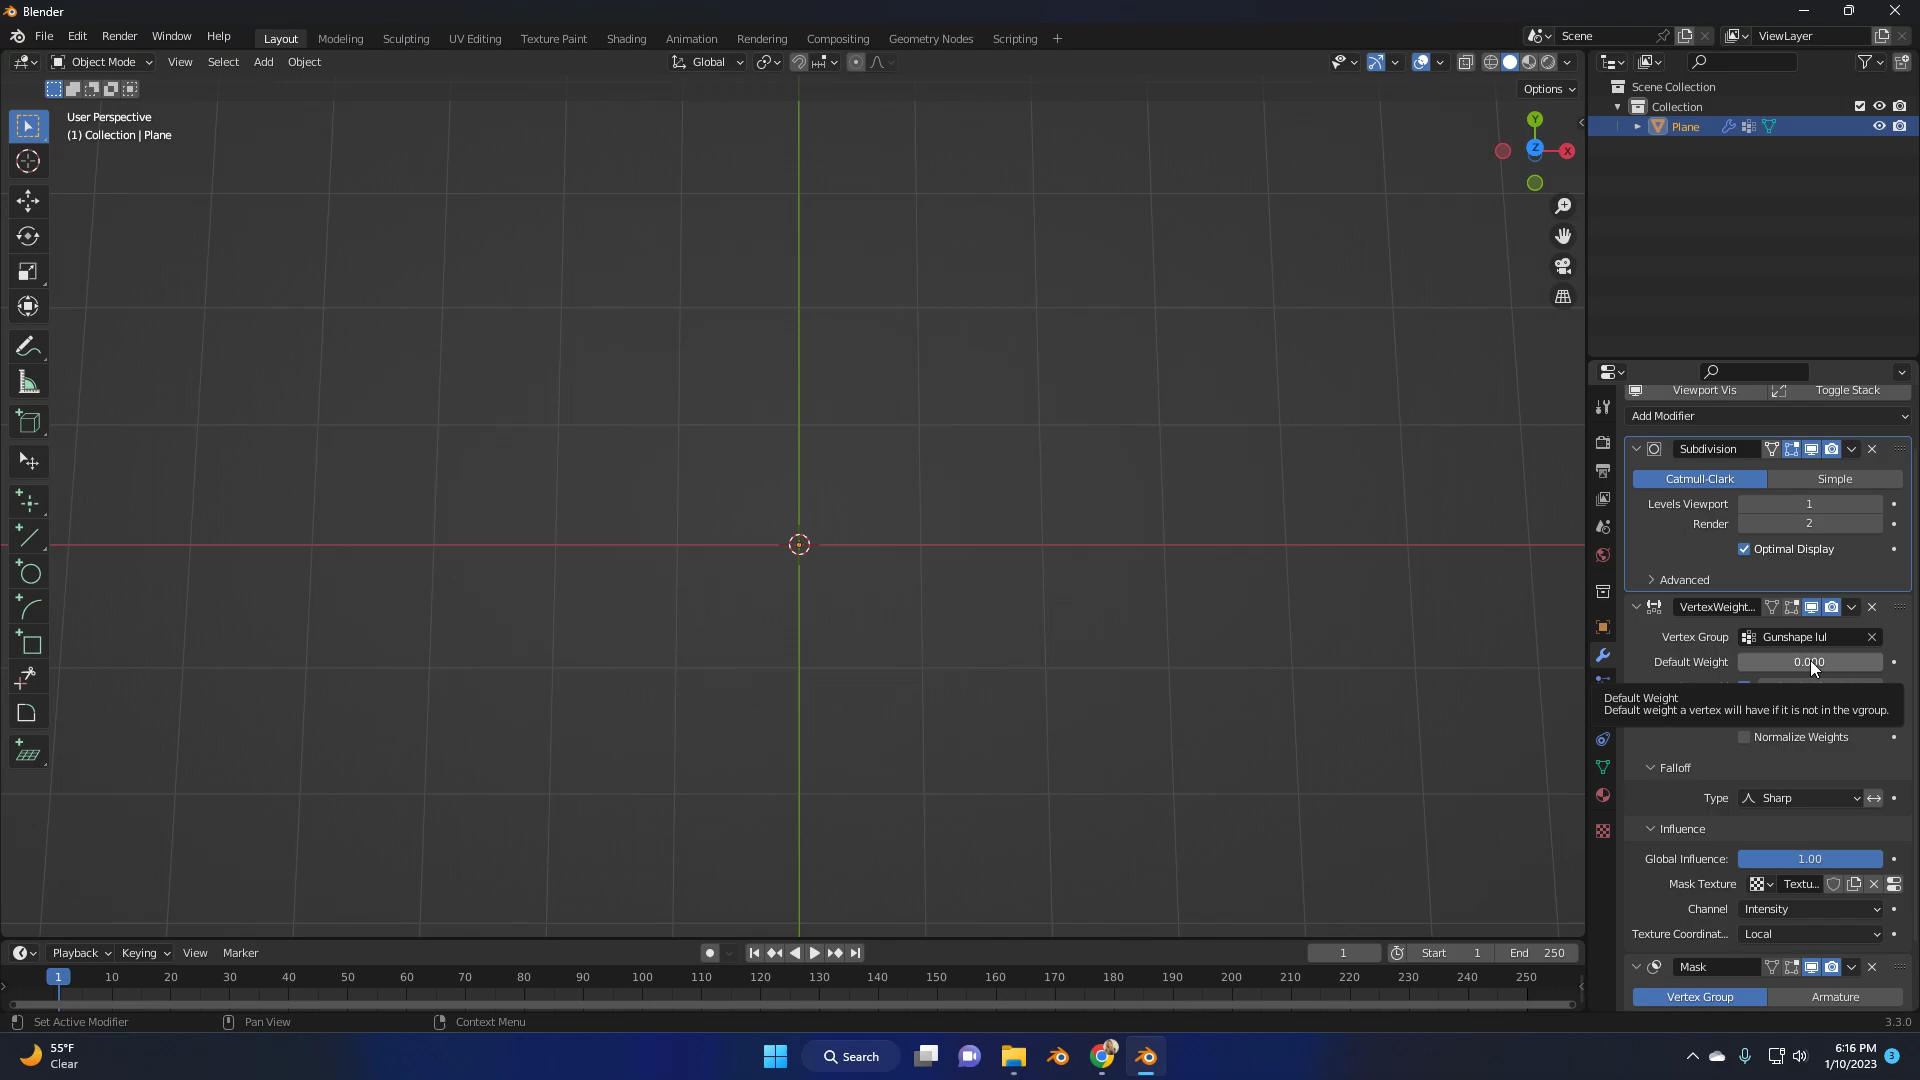 Blender
File Edit Render Window Help
Layout Modeling Sculpting UV Editing Texture Paint Shading Animation Rendering Compositing Geometry Nodes Scripting +
Scene
ViewLayer
Object Mode View Select Add Object
Global
Options
User Perspective
(1) Collection | Plane
Y
Z
X
Scene Collection
Collection
Plane
Viewport Vis Toggle Stack
Add Modifier
Subdivision
Catmull-Clark Simple
Levels Viewport 1
Render 2
Optimal Display
Advanced
VertexWeight...
Vertex Group Gunshape lul
Default Weight 0.000
Default Weight
Default weight a vertex will have if it is not in the vgroup.
Normalize Weights
Falloff
Type Sharp
Influence
Global Influence: 1.00
Mask Texture Textu...
Channel Intensity
Texture Coordinat... Local
Mask
Vertex Group Armature
Playback Keying View Marker
1 Start 1 End 250
1 10 20 30 40 50 60 70 80 90 100 110 120 130 140 150 160 170 180 190 200 210 220 230 240 250
Set Active Modifier Pan View Context Menu
3.3.0
55°F
Clear
Search
6:16 PM
1/10/2023
3